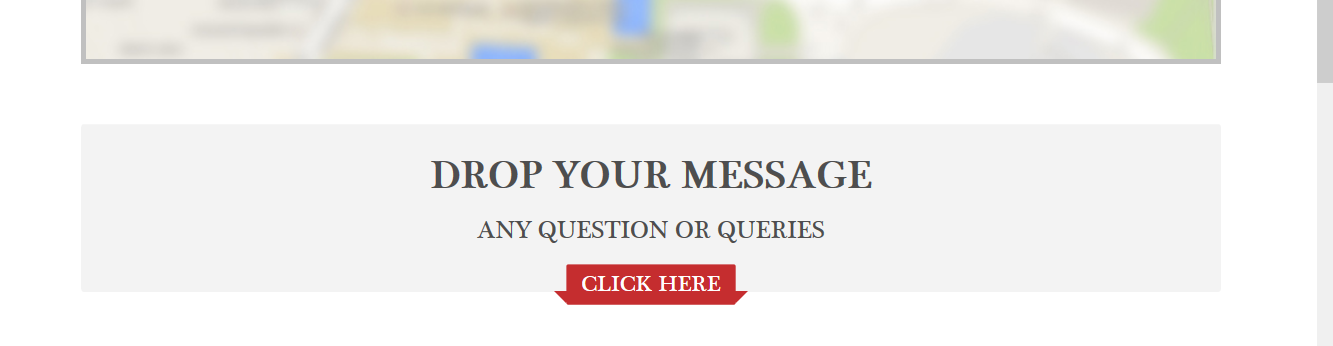 DROP YOUR MESSAGE
ANY QUESTION OR QUERIES
CLICK HERE